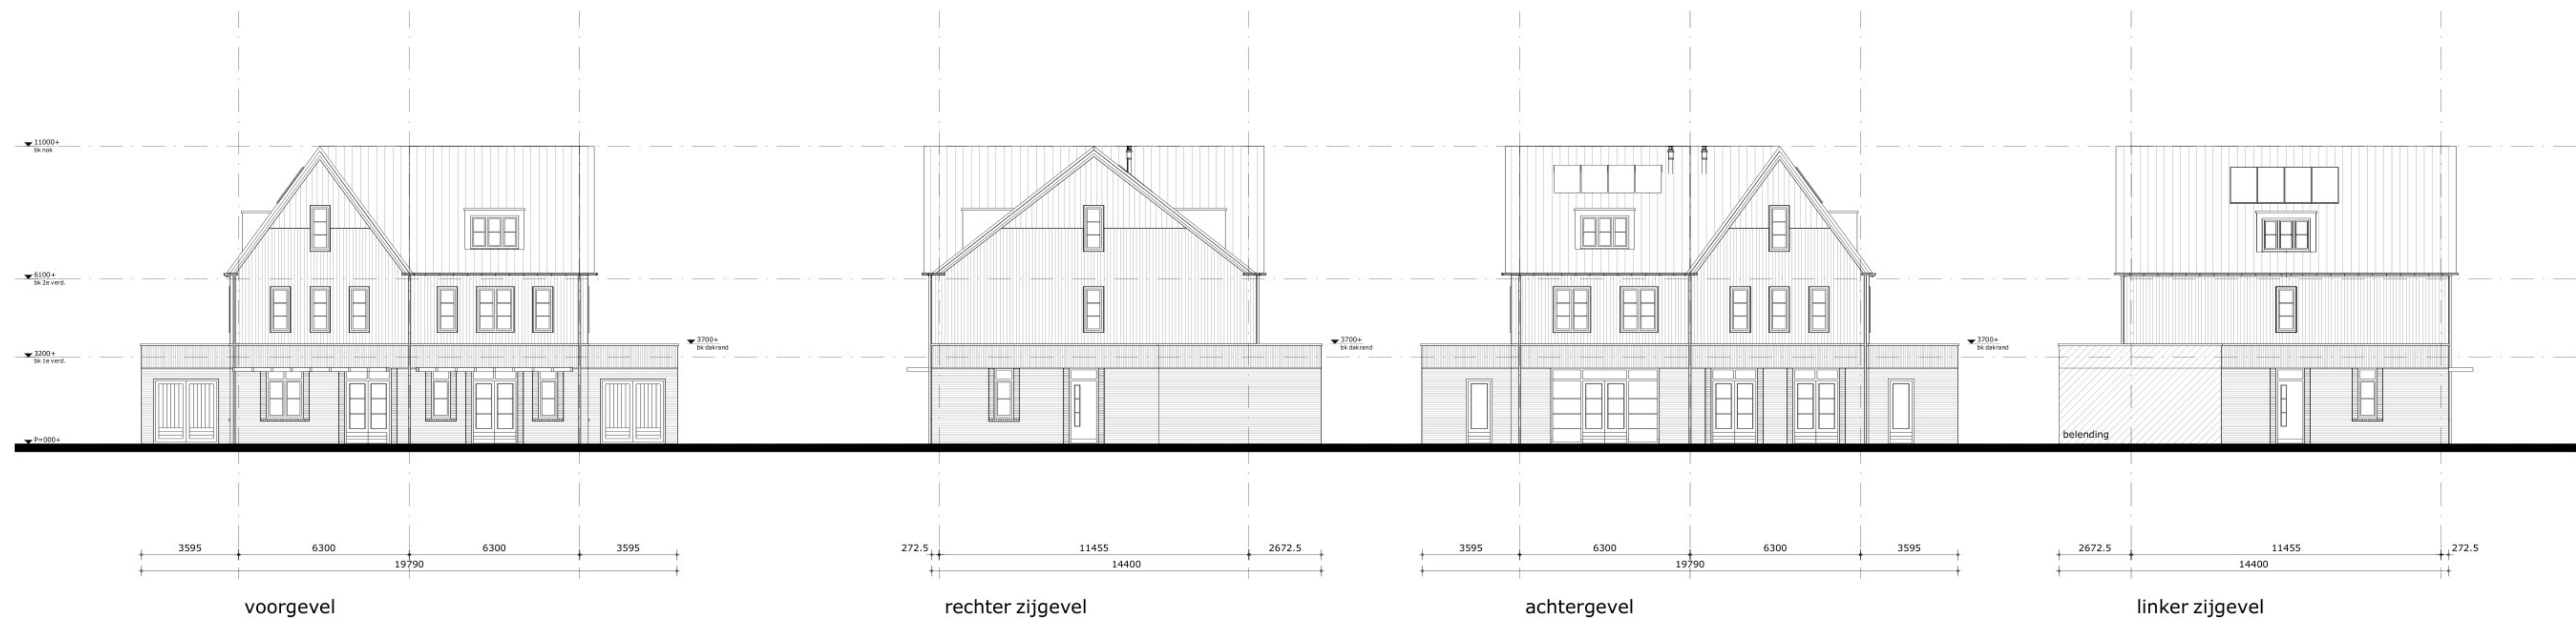 11000+
bk nok
6100+
bk 2e verd.
3700+
bk dakrand
3700+
bk dakrand
3700+
bk dakrand
3200+
bk 1e verd.
P=000+
belending
3595 6300 6300 3595
19790
272.5 11455 2672.5
14400
3595 6300 6300 3595
19790
2672.5 11455 272.5
14400
voorgevel
rechter zijgevel
achtergevel
linker zijgevel